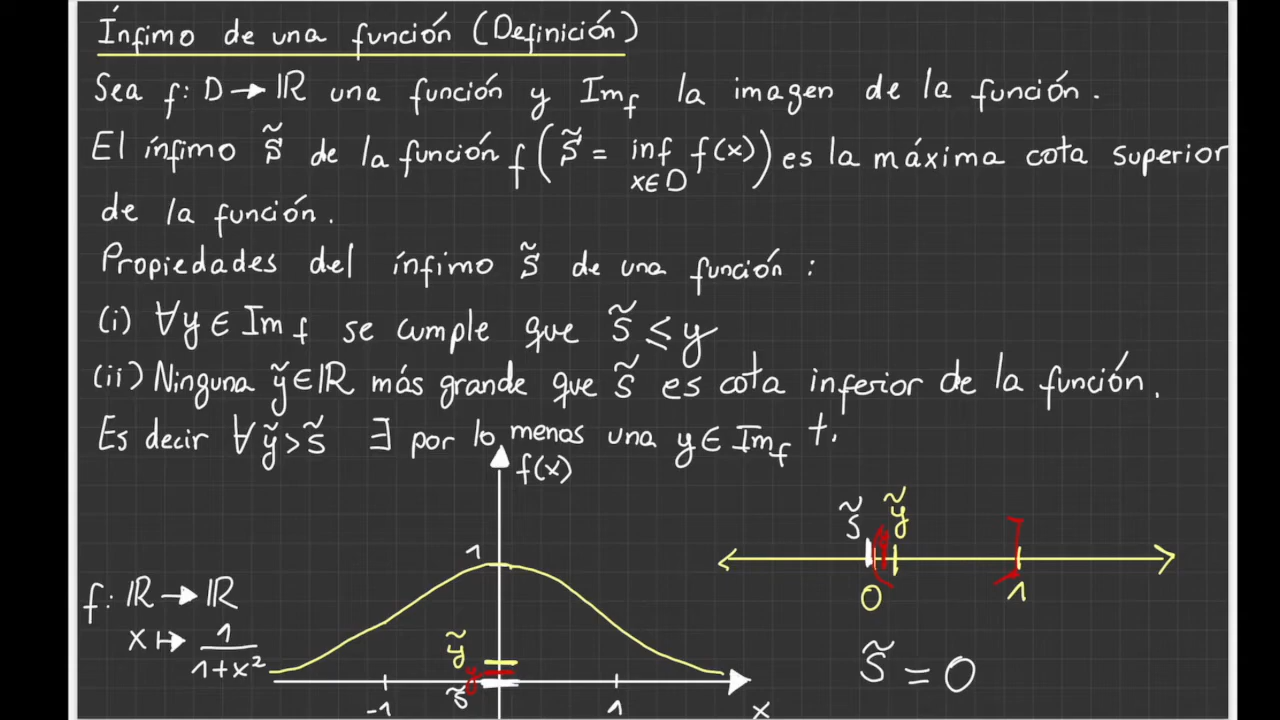 Ínfimo de una función (Definición)
Sea f: D → ℝ una función y Im_f la imagen de la función.
El ínfimo s̃ de la función f (s̃ = inf_{x∈D} f(x)) es la máxima cota superior
de la función.
Propiedades del ínfimo s̃ de una función:
(i) ∀y ∈ Im_f se cumple que s̃ ≤ y
(ii) Ninguna ỹ ∈ ℝ más grande que s̃ es cota inferior de la función.
Es decir ∀ỹ > s̃ ∃ por lo menos una y ∈ Im_f t.
f(x)
1
ỹ
y
s̃
-1
1
x
f: ℝ → ℝ
x ↦ 1/(1+x²)
s̃ y ỹ
0 1
s̃ = 0